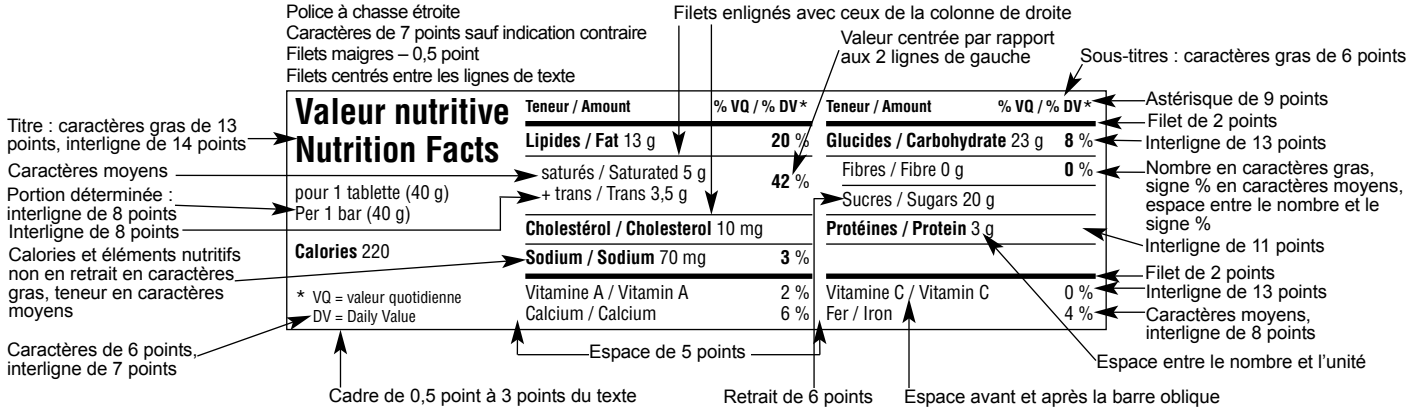 Police à chasse étroite
Caractères de 7 points sauf indication contraire
Filets maigres – 0,5 point
Filets centrés entre les lignes de texte
Filets enlignés avec ceux de la colonne de droite
Valeur centrée par rapport
aux 2 lignes de gauche
Sous-titres : caractères gras de 6 points
Titre : caractères gras de 13
points, interligne de 14 points
Caractères moyens
Portion déterminée :
interligne de 8 points
Interligne de 8 points
Calories et éléments nutritifs
non en retrait en caractères
gras, teneur en caractères
moyens
Caractères de 6 points,
interligne de 7 points
Valeur nutritive
Nutrition Facts
pour 1 tablette (40 g)
Per 1 bar (40 g)
Calories 220
* VQ = valeur quotidienne
DV = Daily Value
Teneur / Amount % VQ / % DV*
Lipides / Fat 13 g 20 %
saturés / Saturated 5 g
+ trans / Trans 3,5 g
42 %
Cholestérol / Cholesterol 10 mg
Sodium / Sodium 70 mg 3 %
Vitamine A / Vitamin A 2 %
Calcium / Calcium 6 %
Teneur / Amount % VQ / % DV*
Glucides / Carbohydrate 23 g 8 %
Fibres / Fibre 0 g 0 %
Sucres / Sugars 20 g
Protéines / Protein 3 g
Vitamine C / Vitamin C 0 %
Fer / Iron 4 %
Astérisque de 9 points
Filet de 2 points
Interligne de 13 points
Nombre en caractères gras,
signe % en caractères moyens,
espace entre le nombre et le
signe %
Interligne de 11 points
Filet de 2 points
Interligne de 13 points
Caractères moyens,
interligne de 8 points
Espace entre le nombre et l'unité
Espace de 5 points
Cadre de 0,5 point à 3 points du texte
Retrait de 6 points
Espace avant et après la barre oblique